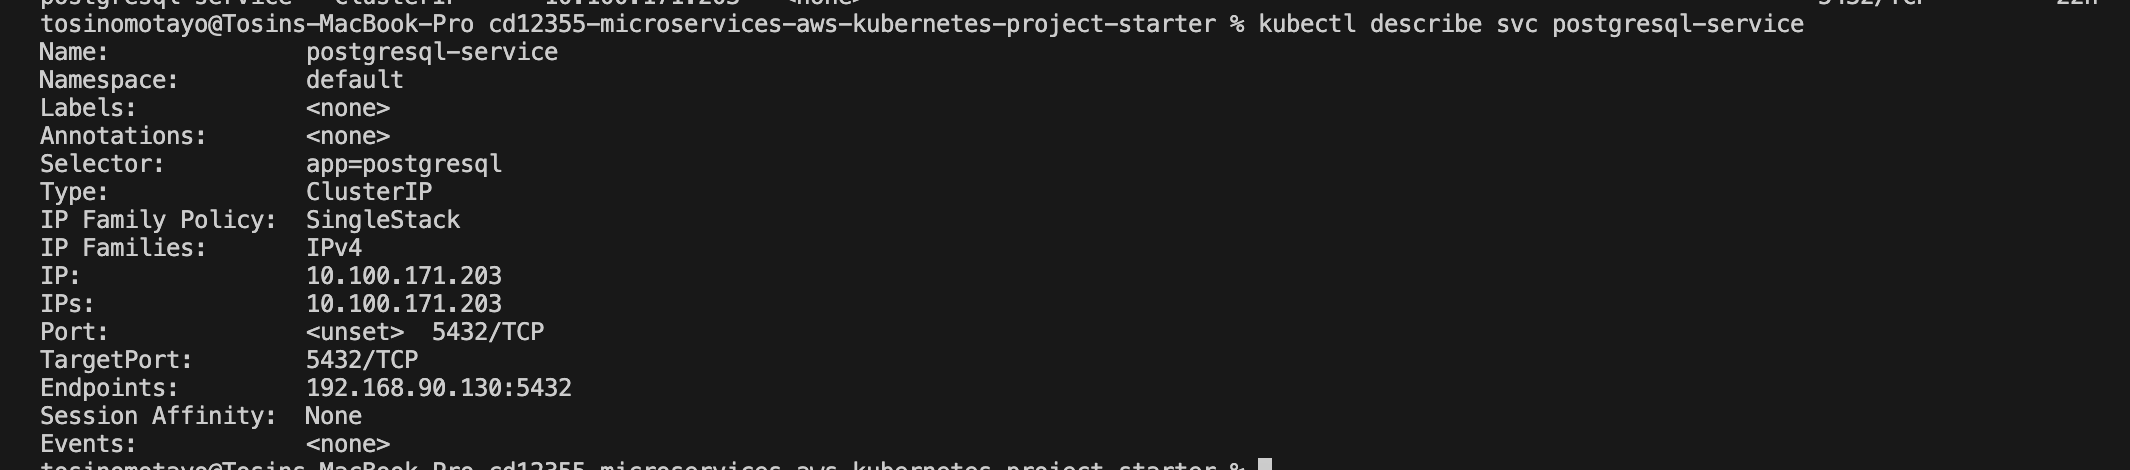 postgresql-service ClusterIP 10.100.171.203 <none> 5432/TCP 22h
tosinomotayo@Tosins-MacBook-Pro cd12355-microservices-aws-kubernetes-project-starter % kubectl describe svc postgresql-service
Name: postgresql-service
Namespace: default
Labels: <none>
Annotations: <none>
Selector: app=postgresql
Type: ClusterIP
IP Family Policy: SingleStack
IP Families: IPv4
IP: 10.100.171.203
IPs: 10.100.171.203
Port: <unset> 5432/TCP
TargetPort: 5432/TCP
Endpoints: 192.168.90.130:5432
Session Affinity: None
Events: <none>
tosinomotayo@Tosins-MacBook-Pro cd12355-microservices-aws-kubernetes-project-starter %